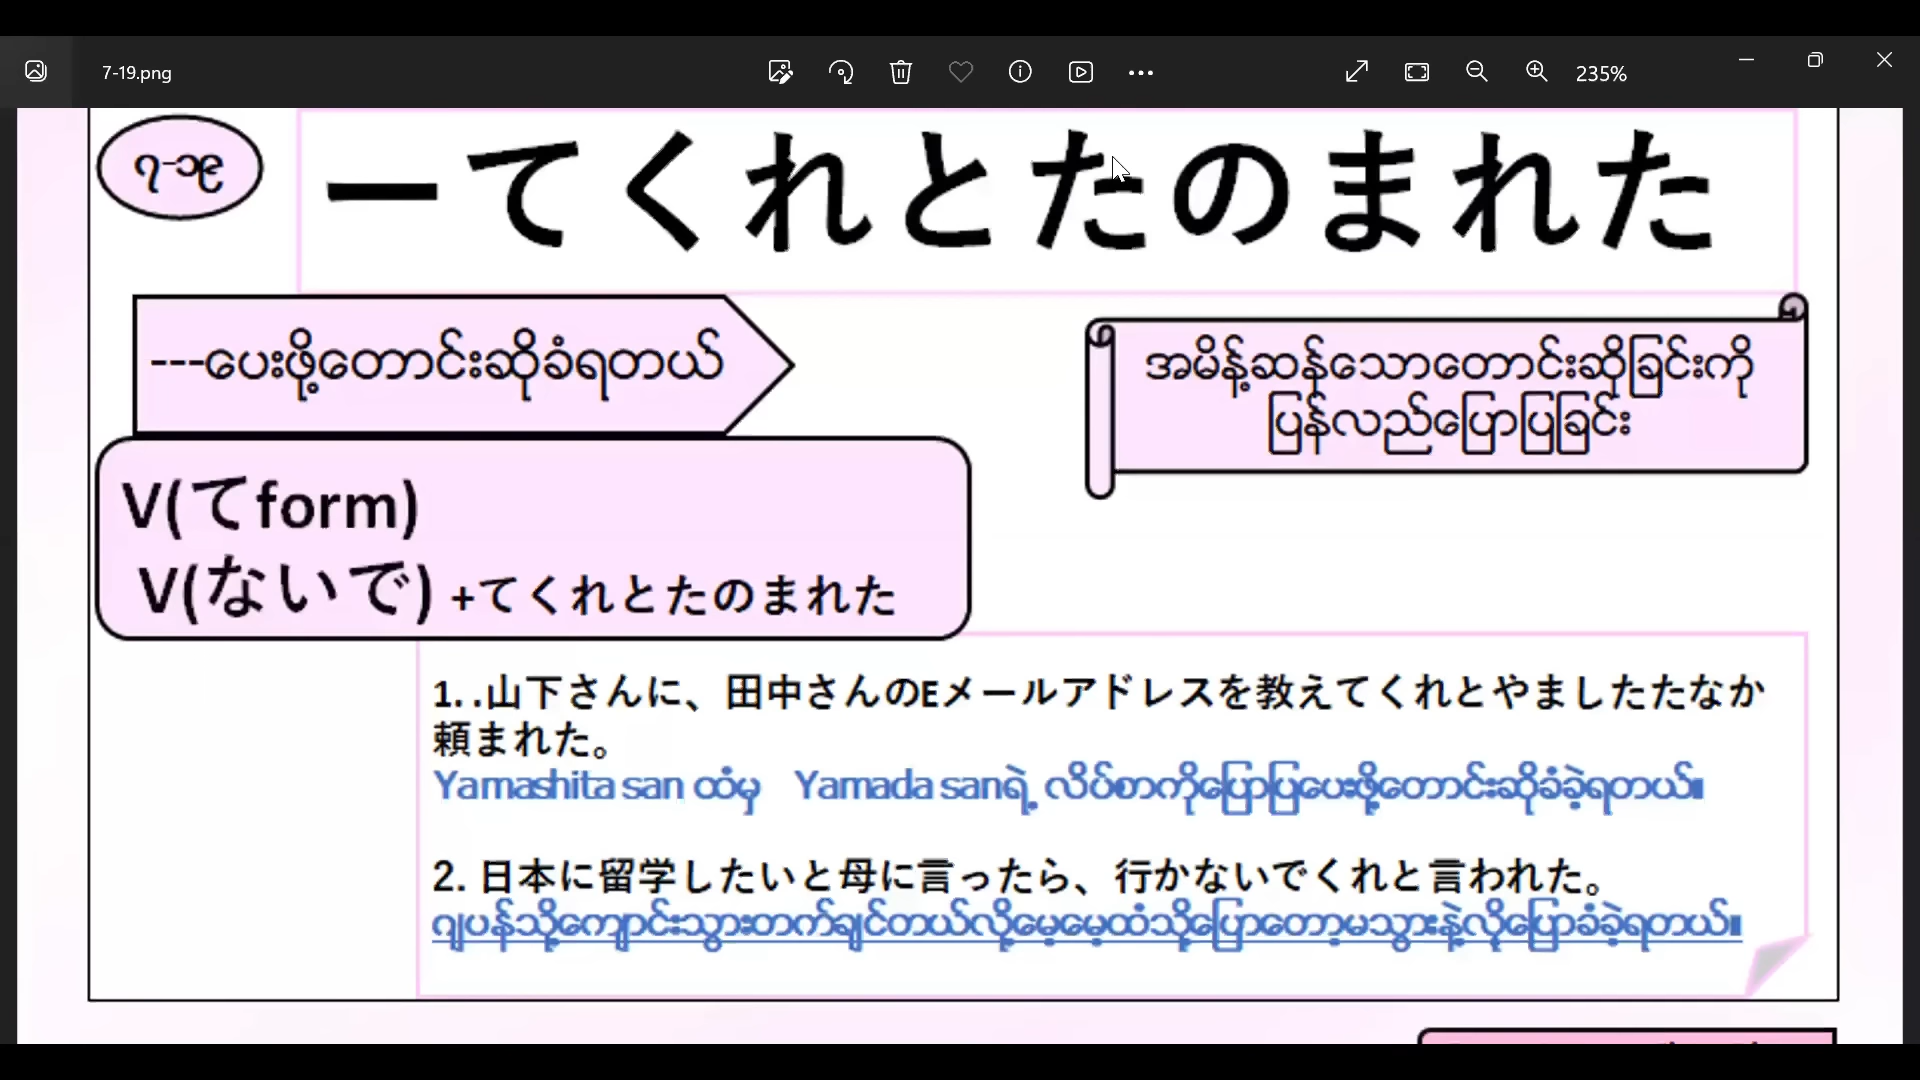 7-19.png
235%
၇-၁၉
ーてくれとたのまれた
---ပေးဖို့တောင်းဆိုခံရတယ်
အမိန့်ဆန်သောတောင်းဆိုခြင်းကို
ပြန်လည်ပြောပြခြင်း
V(てform)
V(ないで) +てくれとたのまれた
1. .山下さんに、田中さんのEメールアドレスを教えてくれとやましたたなか
頼まれた。
Yamashita san ထံမှ Yamada sanရဲ့ လိပ်စာကိုပြောပြပေးဖို့တောင်းဆိုခံခဲ့ရတယ်။
2. 日本に留学したいと母に言ったら、行かないでくれと言われた。
ဂျပန်သို့ကျောင်းသွားတက်ချင်တယ်လို့မေမေ့ထံသို့ပြောတော့မသွားနဲ့လို့ပြောခံခဲ့ရတယ်။